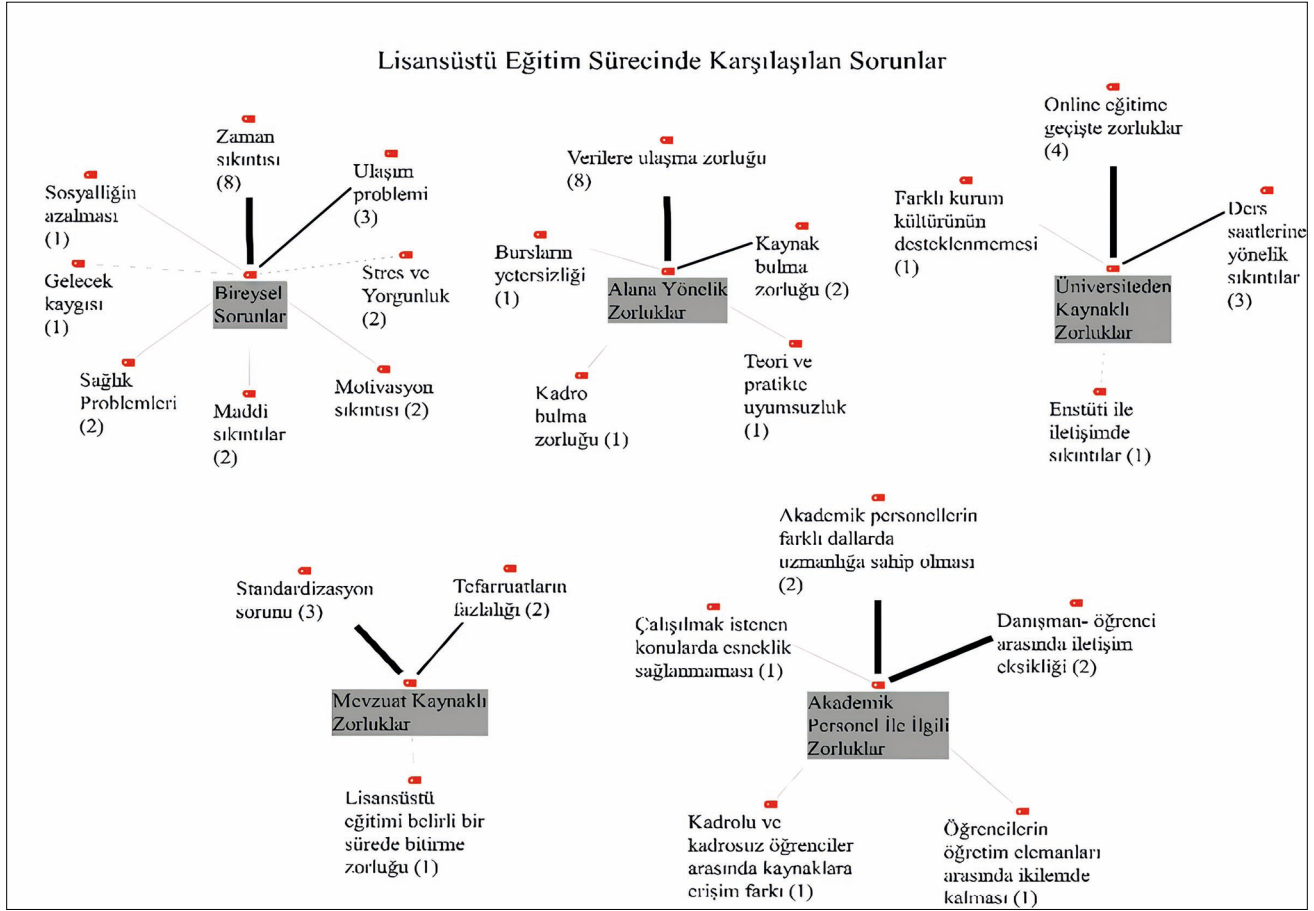 Lisansüstü Eğitim Sürecinde Karşılaşılan Sorunlar
Zaman
sıkıntısı
(8)
Ulaşım
problemi
(3)
Sosyalliğin
azalması
(1)
Gelecek
kaygısı
(1)
Bireysel
Sorunlar
Stres ve
Yorgunluk
(2)
Sağlık
Problemleri
(2)
Maddi
sıkıntılar
(2)
Motivasyon
sıkıntısı (2)
Verilere ulaşma zorluğu
(8)
Bursların
yetersizliği
(1)
Kaynak
bulma
zorluğu (2)
Alana Yönelik
Zorluklar
Kadro
bulma
zorluğu (1)
Teori ve
pratikte
uyumsuzluk
(1)
Online eğitime
geçişte zorluklar
(4)
Farklı kurum
kültürünün
desteklenmemesi
(1)
Ders
saatlerine
yönelik
sıkıntılar
(3)
Üniversiteden
Kaynaklı
Zorluklar
Enstüti ile
iletişimde
sıkıntılar (1)
Standardizasyon
sorunu (3)
Teferruatların
fazlalığı (2)
Mevzuat Kaynaklı
Zorluklar
Lisansüstü
eğitimi belirli bir
sürede bitirme
zorluğu (1)
Akademik personellerin
farklı dallarda
uzmanlığa sahip olması
(2)
Çalışılmak istenen
konularda esneklik
sağlanmaması (1)
Danışman- öğrenci
arasında iletişim
eksikliği (2)
Akademik
Personel İle İlgili
Zorluklar
Kadrolu ve
kadrosuz öğrenciler
arasında kaynaklara
erişim farkı (1)
Öğrencilerin
öğretim elemanları
arasında ikilemde
kalması (1)